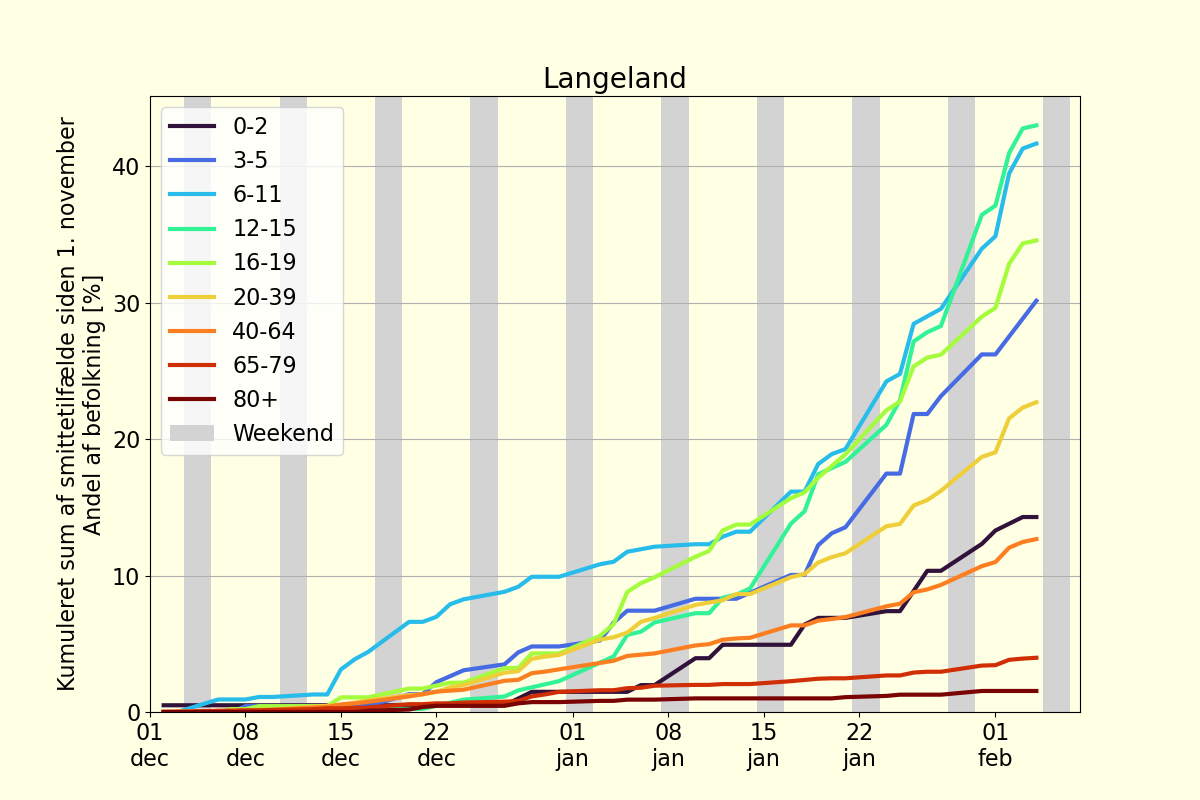 Langeland
Kumuleret sum af smittetilfælde siden 1. november
Andel af befolkning [%]
40
30
20
10
0
0-2
3-5
6-11
12-15
16-19
20-39
40-64
65-79
80+
Weekend
01 08 15 22 01 08 15 22 01
dec dec dec dec jan jan jan jan feb